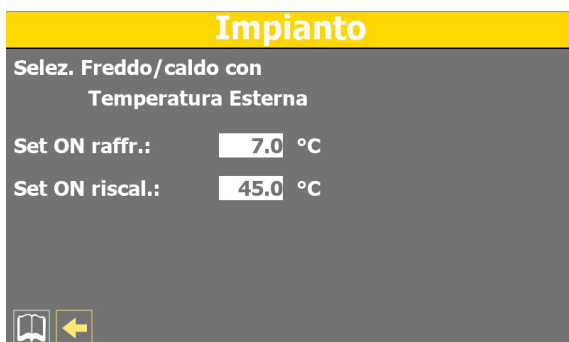 Impianto
Selez. Freddo/caldo con
Temperatura Esterna
Set ON raffr.: 7.0 °C
Set ON riscal.: 45.0 °C